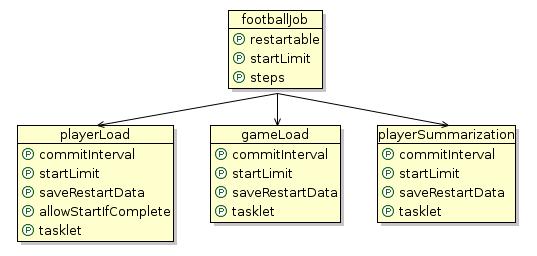 footballJob
P restartable
P startLimit
P steps
playerLoad
P commitInterval
P startLimit
P saveRestartData
P allowStartIfComplete
P tasklet
gameLoad
P commitInterval
P startLimit
P saveRestartData
P tasklet
playerSummarization
P commitInterval
P startLimit
P saveRestartData
P tasklet